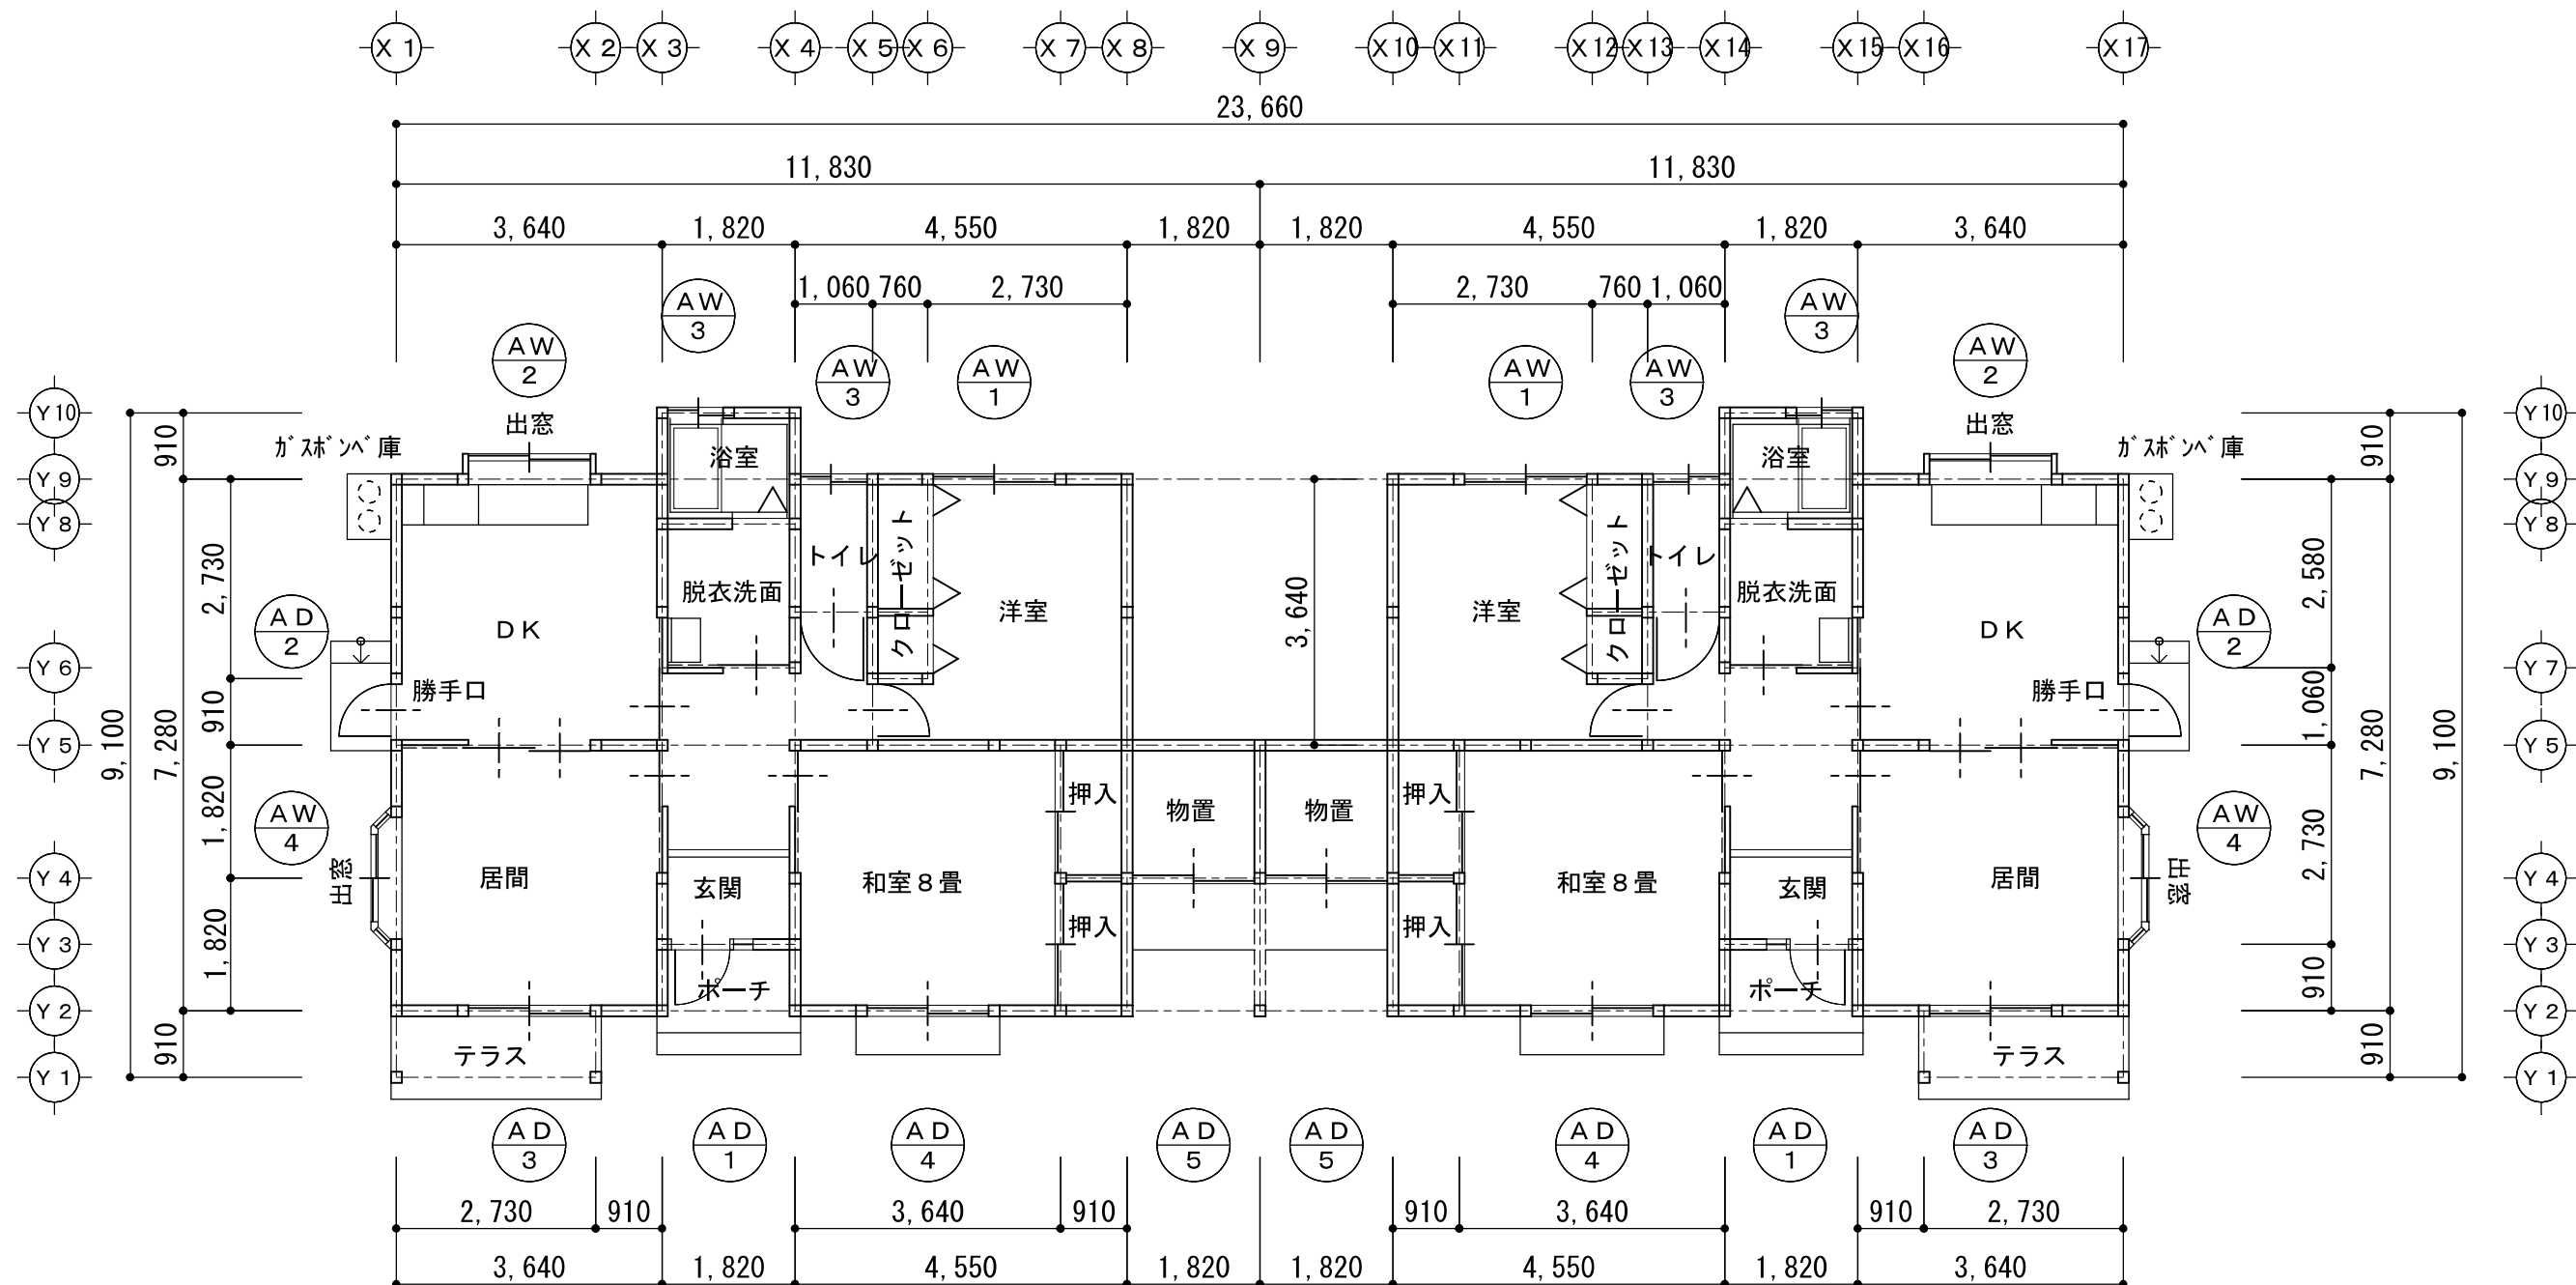 X1 X2 X3 X4 X5 X6 X7 X8 X9 X10 X11 X12 X13 X14 X15 X16 X17
23,660
11,830 11,830
3,640 1,820 4,550 1,820 1,820 4,550 1,820 3,640
1,060 760 2,730 2,730 760 1,060
AW 3
AW 3
AW 2
AW 3
AW 1
AW 1
AW 3
AW 2
Y10
Y9
Y8
Y6
Y5
Y4
Y3
Y2
Y1
9,100
910
7,280
910
2,730
910
1,820
1,820
ガスボンベ庫
出窓
浴室
脱衣洗面
トイレ
クローゼット
洋室
DK
勝手口
AD 2
AW 4
出窓
居間
玄関
ポーチ
和室8畳
押入
押入
物置
テラス
3,640
洋室
クローゼット
トイレ
浴室
脱衣洗面
出窓
ガスボンベ庫
DK
勝手口
AD 2
AW 4
出窓
物置
押入
押入
和室8畳
玄関
ポーチ
居間
テラス
2,580
1,060
2,730
910
910
7,280
910
9,100
Y10
Y9
Y8
Y7
Y5
Y4
Y3
Y2
Y1
AD 3
AD 1
AD 4
AD 5
AD 5
AD 4
AD 1
AD 3
2,730 910 3,640 910 910 3,640 910 2,730
3,640 1,820 4,550 1,820 1,820 4,550 1,820 3,640